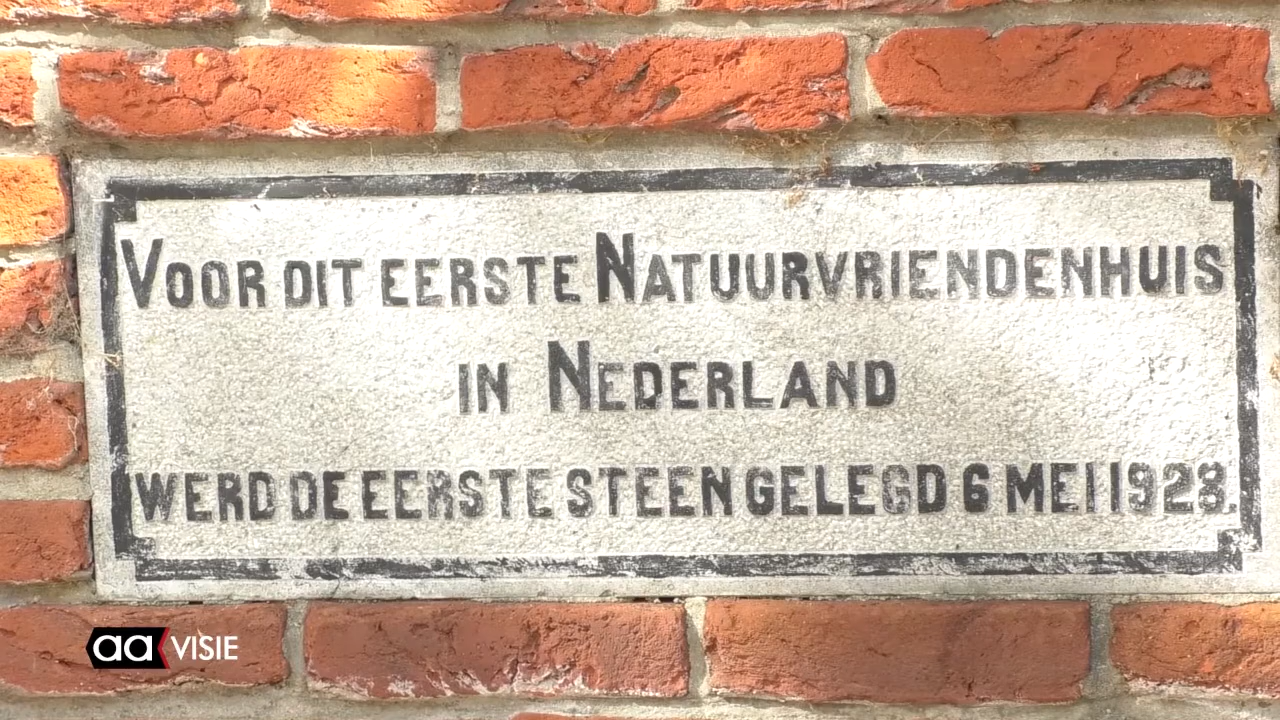 VOOR DIT EERSTE NATUURVRIENDENHUIS
IN NEDERLAND
WERD DE EERSTE STEEN GELEGD 6 MEI 1928.
aa VISIE